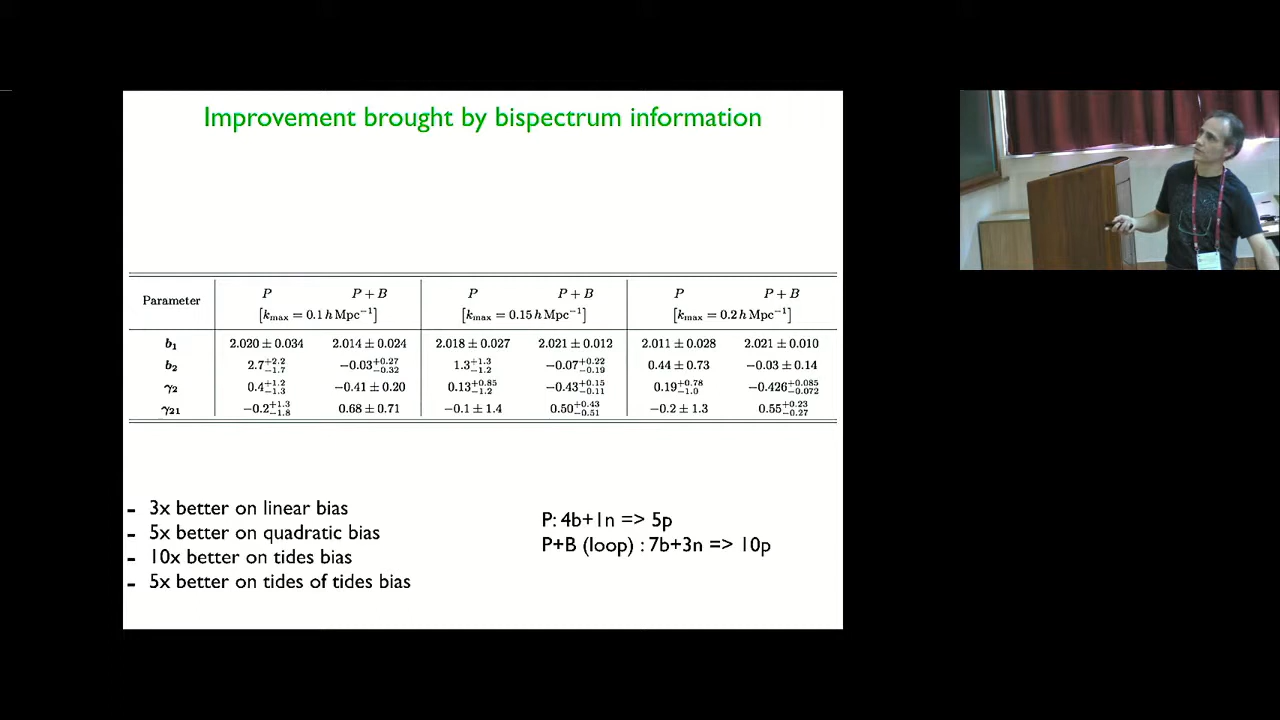 Improvement brought by bispectrum information
Parameter P P + B P P + B P P + B
[k_max = 0.1 h Mpc⁻¹] [k_max = 0.15 h Mpc⁻¹] [k_max = 0.2 h Mpc⁻¹]
b₁ 2.020 ± 0.034 2.014 ± 0.024 2.018 ± 0.027 2.021 ± 0.012 2.011 ± 0.028 2.021 ± 0.010
b₂ 2.7^{+2.2}_{−1.7} −0.03^{+0.27}_{−0.32} 1.3^{+1.3}_{−1.2} −0.07^{+0.22}_{−0.19} 0.44 ± 0.73 −0.03 ± 0.14
γ₂ 0.4^{+1.2}_{−1.3} −0.41 ± 0.20 0.13^{+0.85}_{−1.2} −0.43^{+0.15}_{−0.11} 0.19^{+0.78}_{−1.0} −0.426^{+0.085}_{−0.072}
γ₂₁ −0.2^{+1.3}_{−1.8} 0.68 ± 0.71 −0.1 ± 1.4 0.50^{+0.43}_{−0.51} −0.2 ± 1.3 0.55^{+0.23}_{−0.27}
- 3x better on linear bias
- 5x better on quadratic bias
- 10x better on tides bias
- 5x better on tides of tides bias
P: 4b+1n => 5p
P+B (loop) : 7b+3n => 10p